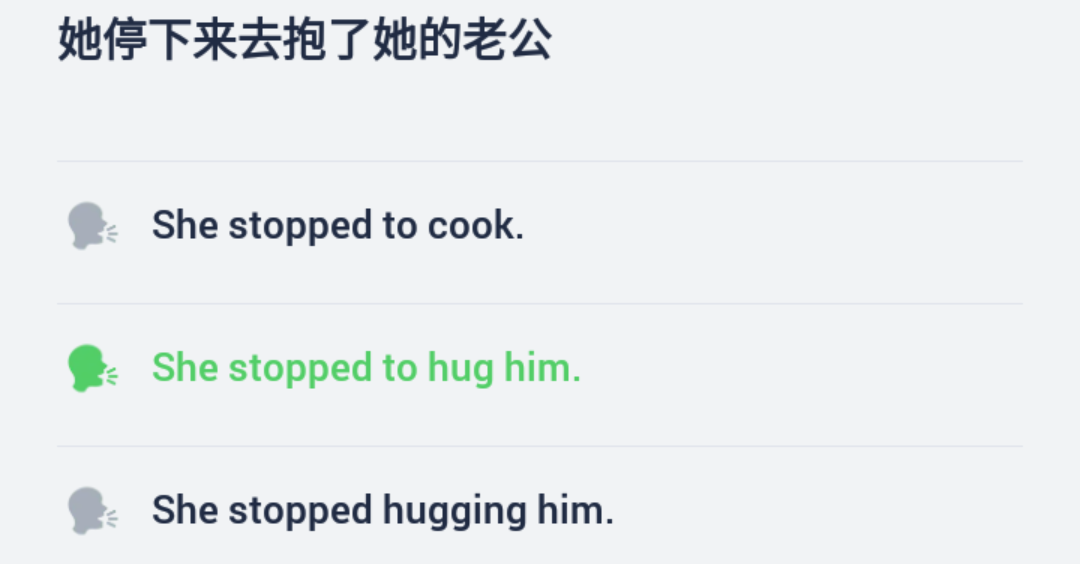 她停下来去抱了她的老公
She stopped to cook.
She stopped to hug him.
She stopped hugging him.